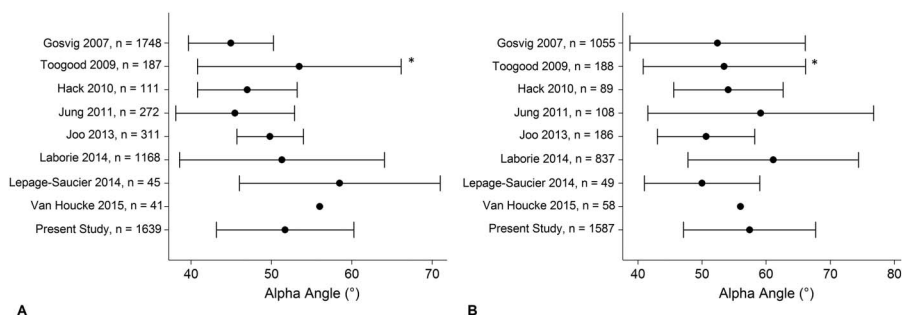 Gosvig 2007, n = 1748
Toogood 2009, n = 187
*
Hack 2010, n = 111
Jung 2011, n = 272
Joo 2013, n = 311
Laborie 2014, n = 1168
Lepage-Saucier 2014, n = 45
Van Houcke 2015, n = 41
Present Study, n = 1639
40 50 60 70
Alpha Angle (°)
A
Gosvig 2007, n = 1055
Toogood 2009, n = 188
*
Hack 2010, n = 89
Jung 2011, n = 108
Joo 2013, n = 186
Laborie 2014, n = 837
Lepage-Saucier 2014, n = 49
Van Houcke 2015, n = 58
Present Study, n = 1587
40 50 60 70 80
Alpha Angle (°)
B